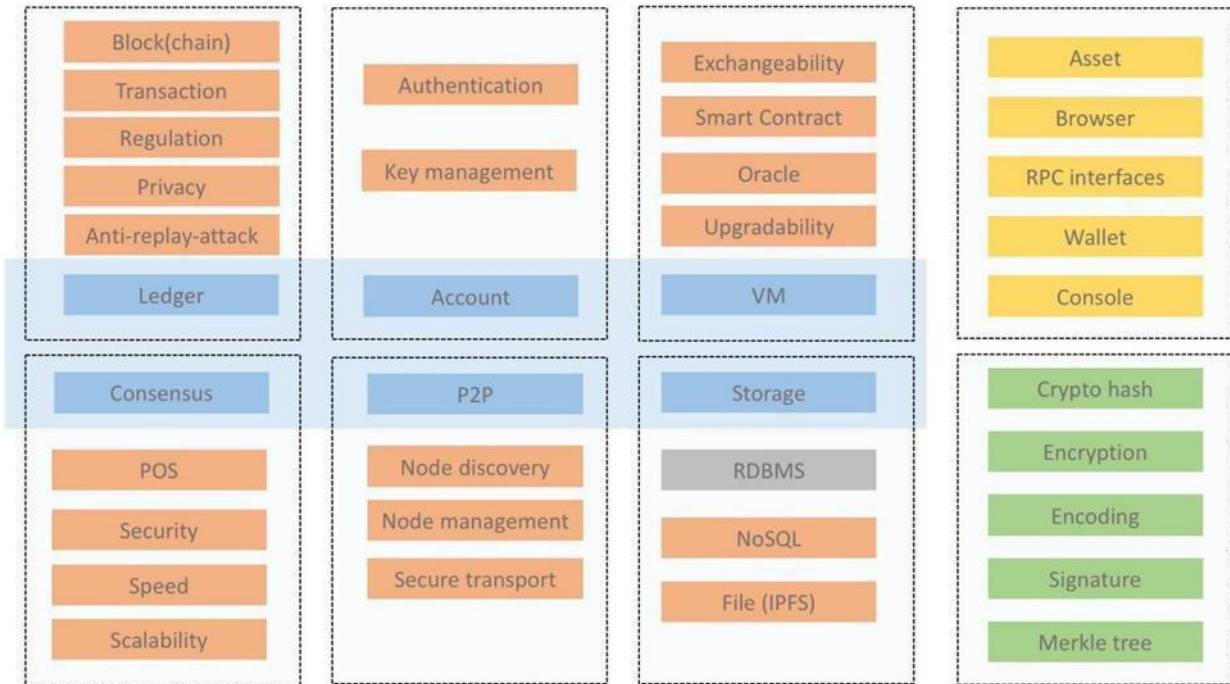 Block(chain)
Transaction
Regulation
Privacy
Anti-replay-attack
Ledger
Authentication
Key management
Account
Exchangeability
Smart Contract
Oracle
Upgradability
VM
Asset
Browser
RPC interfaces
Wallet
Console
Consensus
POS
Security
Speed
Scalability
P2P
Node discovery
Node management
Secure transport
Storage
RDBMS
NoSQL
File (IPFS)
Crypto hash
Encryption
Encoding
Signature
Merkle tree